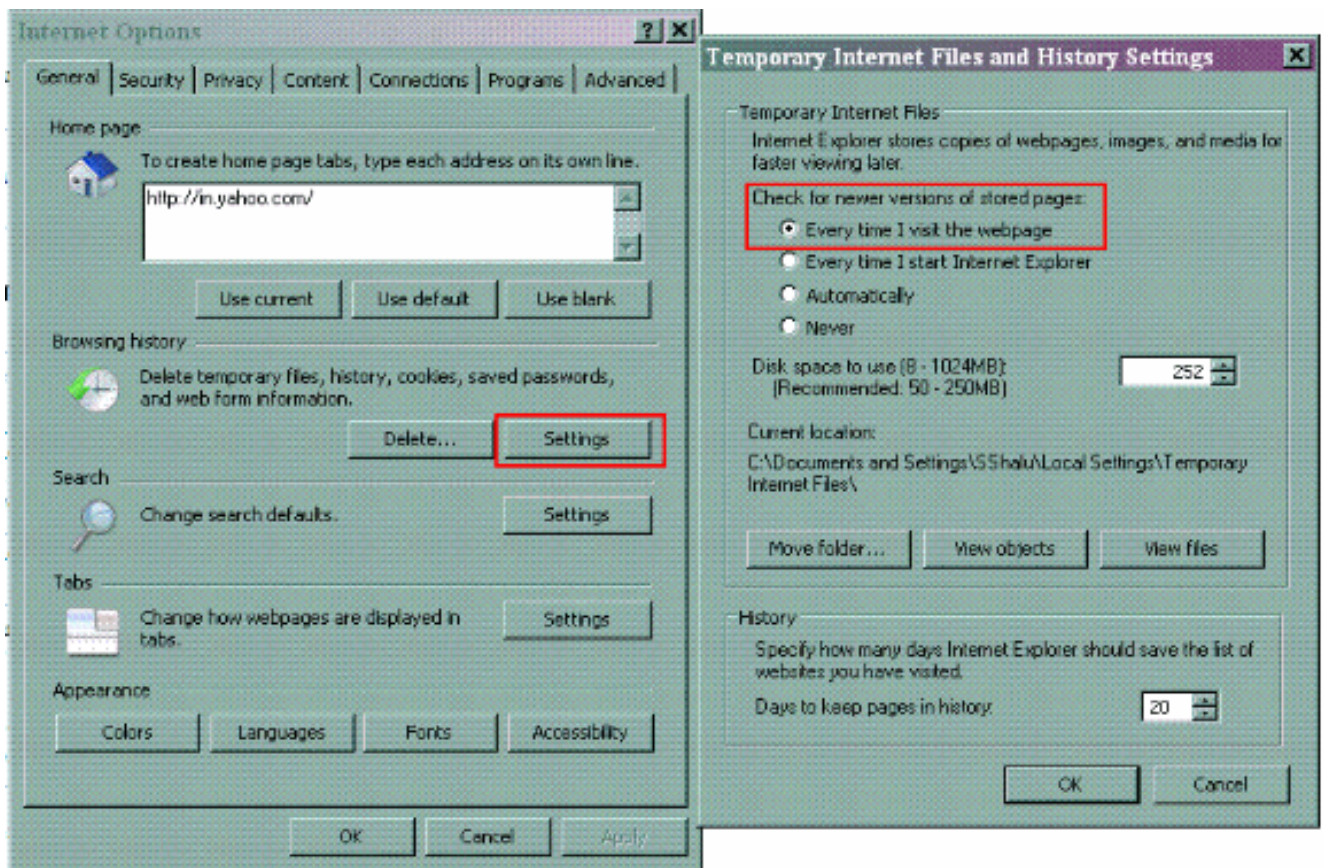 Internet Options
General Security Privacy Content Connections Programs Advanced
Home page
To create home page tabs, type each address on its own line.
http://in.yahoo.com/
Use current Use default Use blank
Browsing history
Delete temporary files, history, cookies, saved passwords,
and web form information.
Delete... Settings
Search
Change search defaults. Settings
Tabs
Change how webpages are displayed in
tabs.
Settings
Appearance
Colors Languages Fonts Accessibility
OK Cancel Apply
Temporary Internet Files and History Settings
Temporary Internet Files
Internet Explorer stores copies of webpages, images, and media for
faster viewing later.
Check for newer versions of stored pages:
Every time I visit the webpage
Every time I start Internet Explorer
Automatically
Never
Disk space to use (8 - 1024MB):
(Recommended: 50 - 250MB)
252
Current location:
C:\Documents and Settings\SShalu\Local Settings\Temporary
Internet Files\
Move folder... View objects View files
History
Specify how many days Internet Explorer should save the list of
websites you have visited.
Days to keep pages in history: 20
OK Cancel